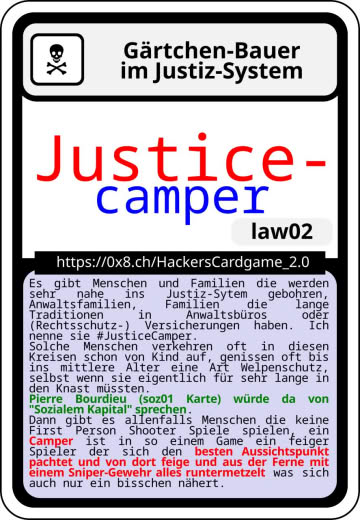 Gärtchen-Bauer
im Justiz-System
Justice-
camper
law02
https://0x8.ch/HackersCardgame_2.0
Es gibt Menschen und Familien die werden
sehr nahe ins Justiz-Sytem gebohren,
Anwaltsfamilien, Familien die lange
Traditionen in Anwaltsbüros oder
(Rechtsschutz-) Versicherungen haben. Ich
nenne sie #JusticeCamper.
Solche Menschen verkehren oft in diesen
Kreisen schon von Kind auf, genissen oft bis
ins mittlere Alter eine Art Welpenschutz,
selbst wenn sie eigentlich für sehr lange in
den Knast müssten.
Pierre Bourdieu (soz01 Karte) würde da von
"Sozialem Kapital" sprechen.
Dann gibt es allenfalls Menschen die keine
First Person Shooter Spiele spielen, ein
Camper ist in so einem Game ein feiger
Spieler der sich den besten Aussichtspunkt
pachtet und von dort feige und aus der Ferne mit
einem Sniper-Gewehr alles runtermetzelt was sich
auch nur ein bisschen nähert.